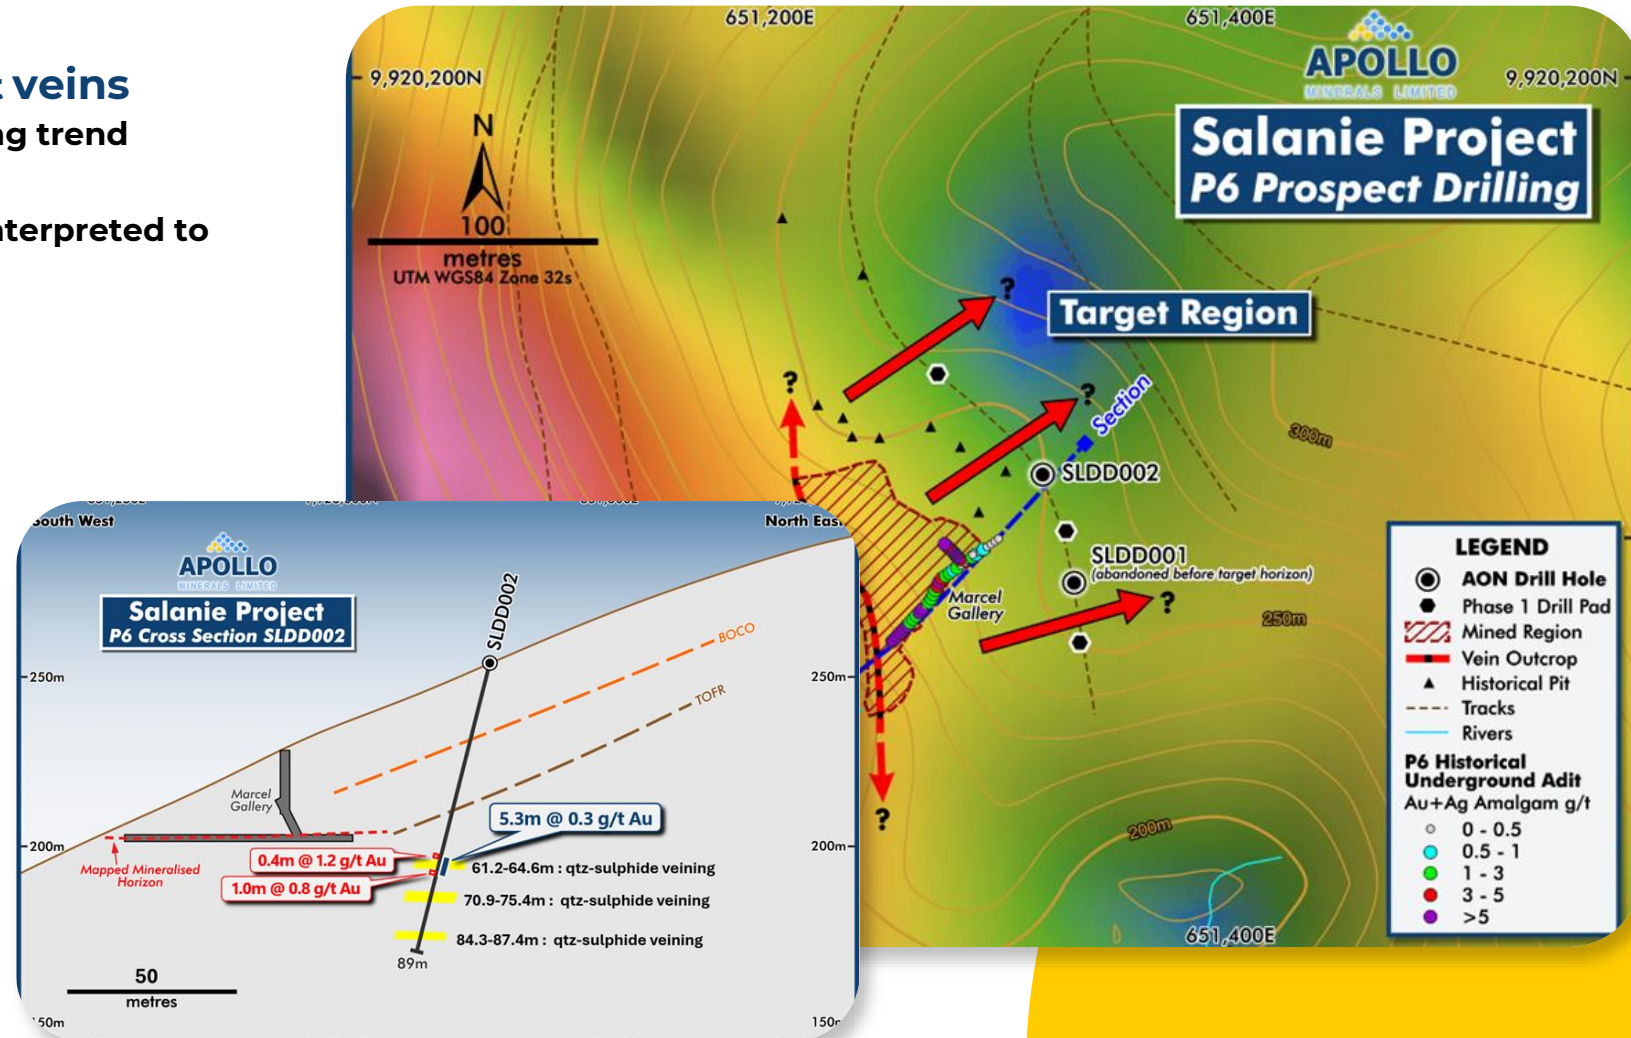 t veins
ng trend
nterpreted to
651,200E
651,400E
9,920,200N
9,920,200N
APOLLO
MINERALS LIMITED
Salanie Project
P6 Prospect Drilling
N
100
metres
UTM WGS84 Zone 32s
?
Target Region
?
?
Section
300m
SLDD002
SLDD001
(abandoned before target horizon)
Marcel
Gallery
?
250m
?
200m
651,400E
LEGEND
AON Drill Hole
Phase 1 Drill Pad
Mined Region
Vein Outcrop
Historical Pit
Tracks
Rivers
P6 Historical
Underground Adit
Au+Ag Amalgam g/t
0 - 0.5
0.5 - 1
1 - 3
3 - 5
>5
South West
North Eas
APOLLO
MINERALS LIMITED
Salanie Project
P6 Cross Section SLDD002
SLDD002
BOCO
TOFR
250m
250m
Marcel
Gallery
5.3m @ 0.3 g/t Au
200m
200m
0.4m @ 1.2 g/t Au
Mapped Mineralised
Horizon
1.0m @ 0.8 g/t Au
61.2-64.6m : qtz-sulphide veining
70.9-75.4m : qtz-sulphide veining
84.3-87.4m : qtz-sulphide veining
89m
50
metres
50m
150m